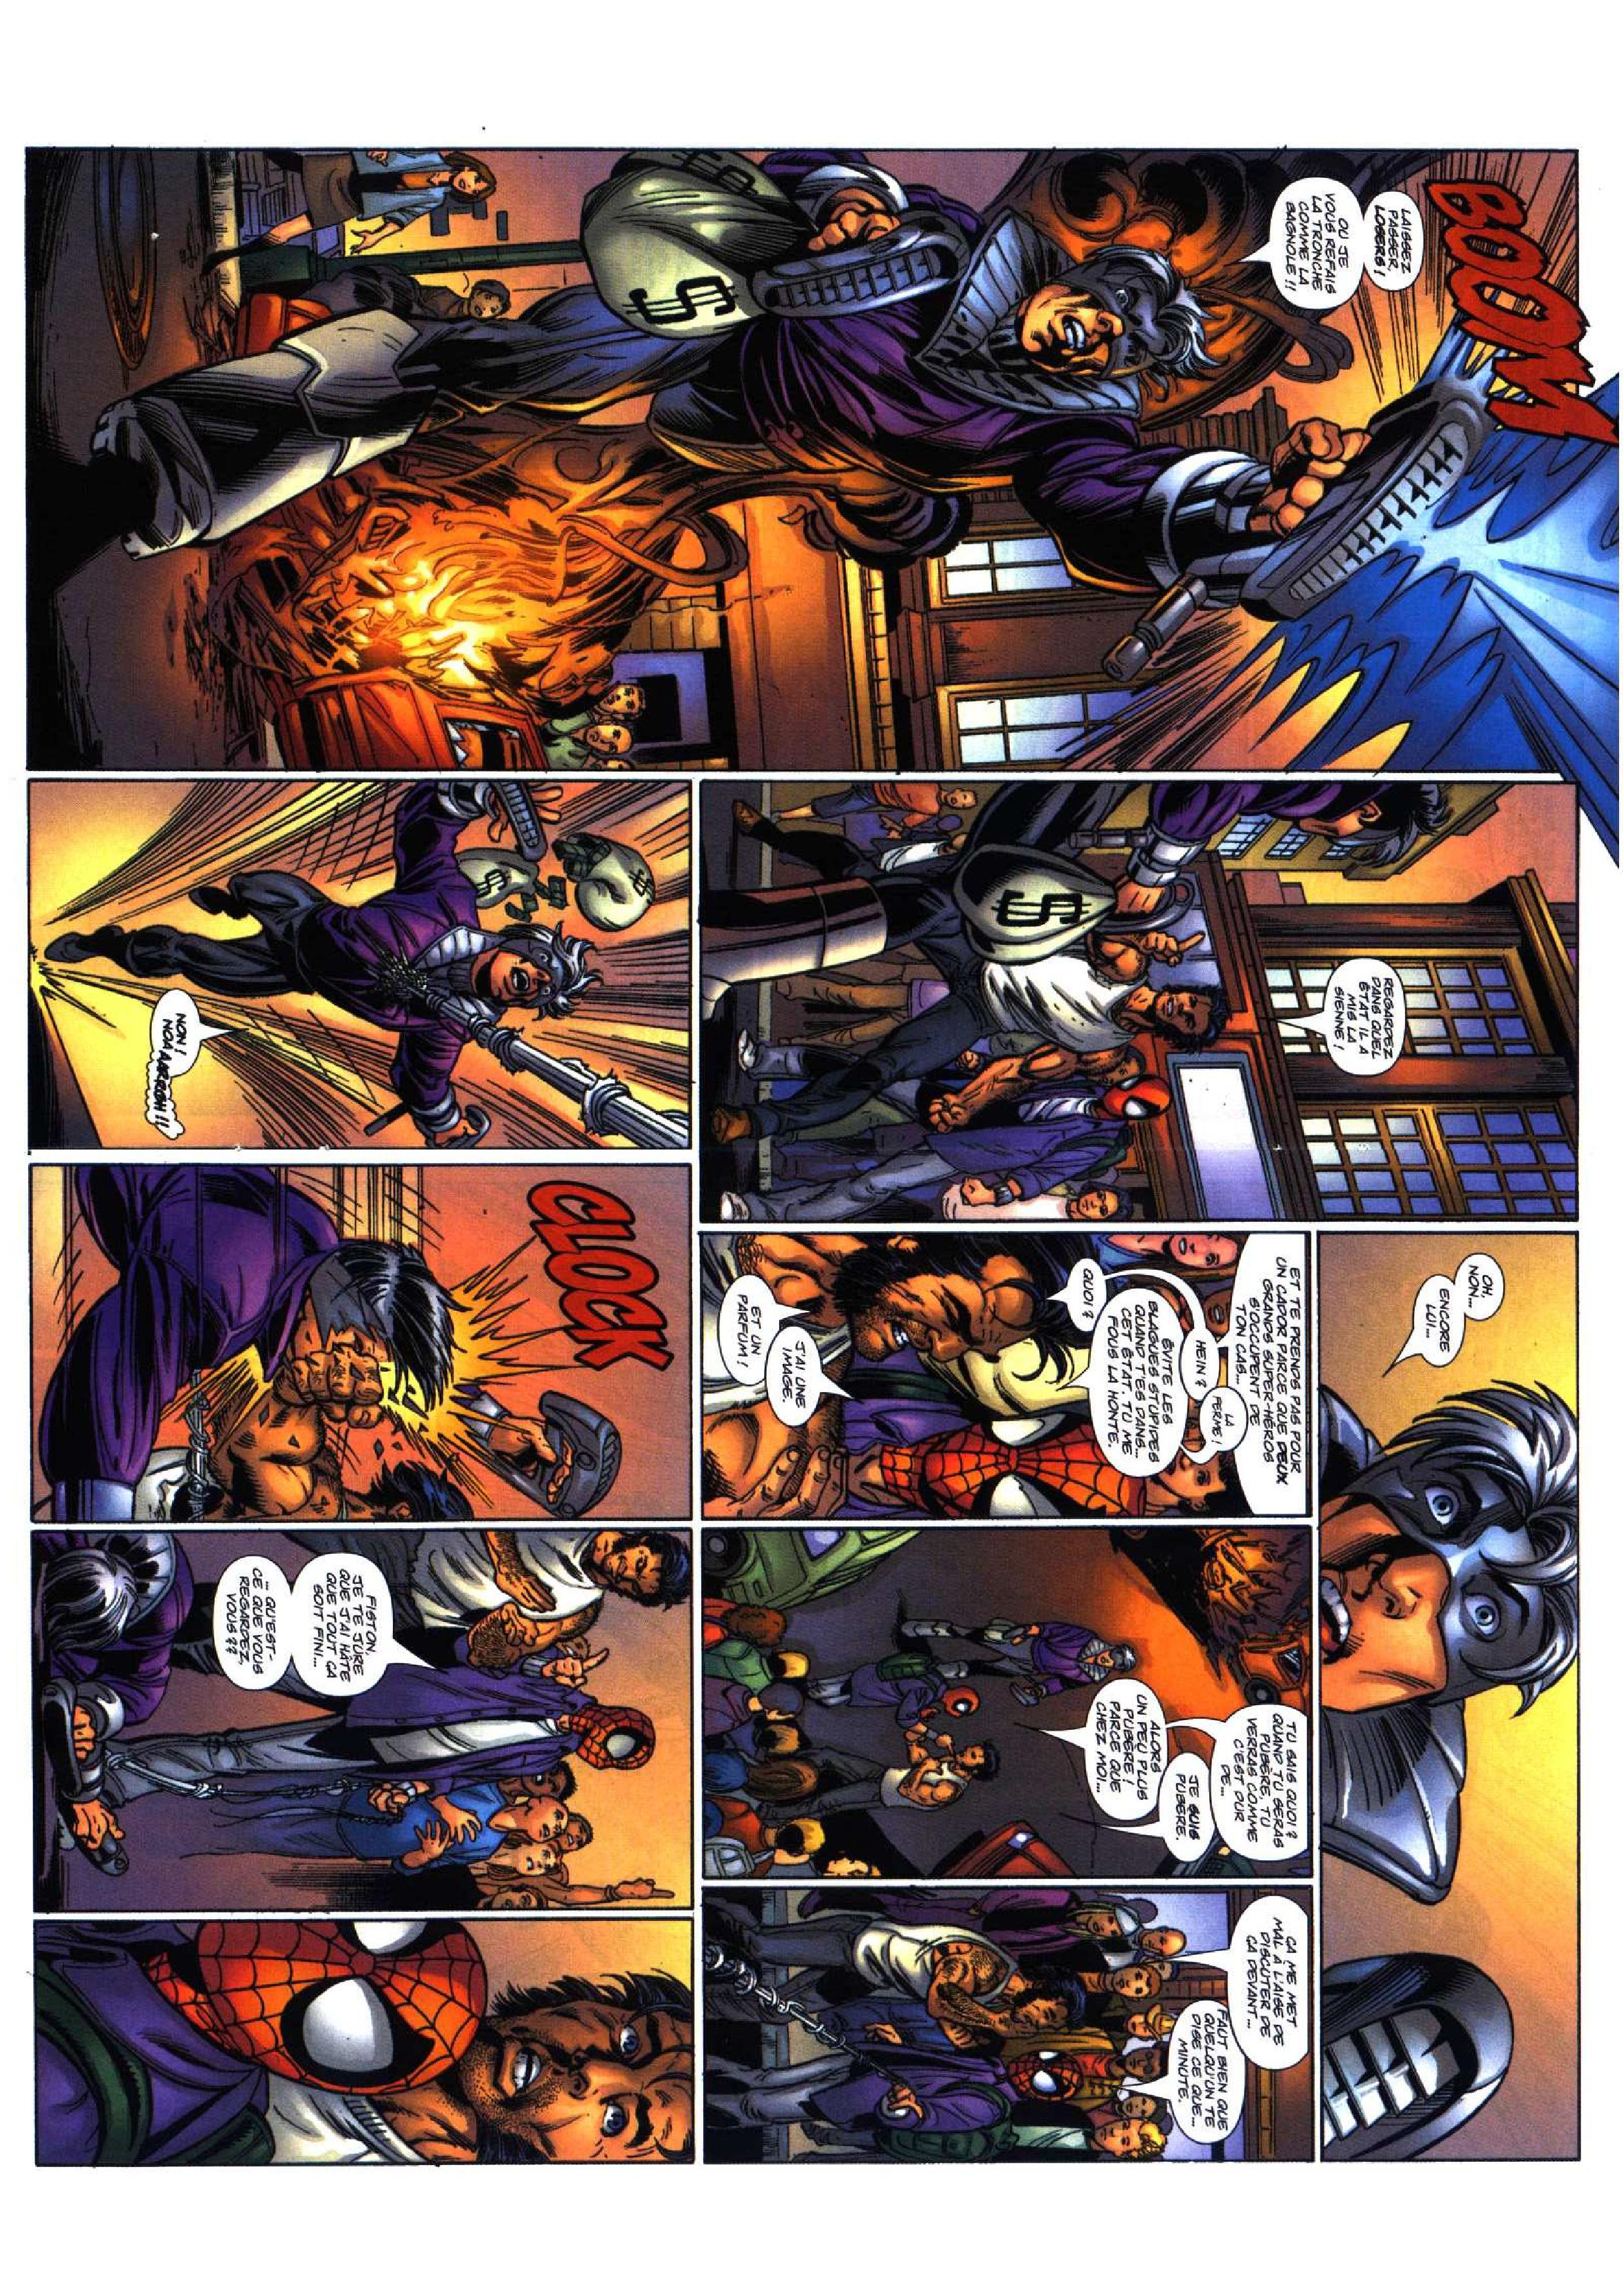 BOOM
LAISSEZ
PASSER,
LOSERS !
OU JE
VOUS REFAIS
LA TRONCHE
COMME LA
BAGNOLE !!
REGARDEZ
DANS QUEL
ÉTAT IL A
MIS LA
SIENNE !
OH,
NON...
ENCORE
LUI...
ET TE PRENDS PAS POUR
UN CADOR PARCE QUE DEUX
GRANDS SUPER-HÉROS
S'OCCUPENT DE
TON CAS...
LA
FERME !
HEIN ?
ÉVITE LES
BLAGUES STUPIDES
QUAND T'ES DANS...
CET ÉTAT. TU ME
FOUS LA HONTE.
QUOI ?
J'AI UNE
IMAGE.
ET UN
PARFUM !
TU SAIS QUOI ?
QUAND TU SERAS
PUBÈRE, TU
VERRAS COMME
C'EST DUR
DE...
JE SUIS
PUBÈRE.
ALORS
UN PEU PLUS
PUBÈRE !
PARCE QUE
CHEZ MOI...
ÇA ME MET
MAL À L'AISE DE
DISCUTER DE
ÇA DEVANT...
FAUT BIEN QUE
QUELQU'UN TE
DISE CE QUE...
MINUTE.
NON !
NOAAAERGH !!
CLOCK
FISTON,
JE TE JURE
QUE J'AI HÂTE
QUE TOUT ÇA
SOIT FINI...
... QU'EST-
CE QUE VOUS
REGARDEZ,
VOUS ??